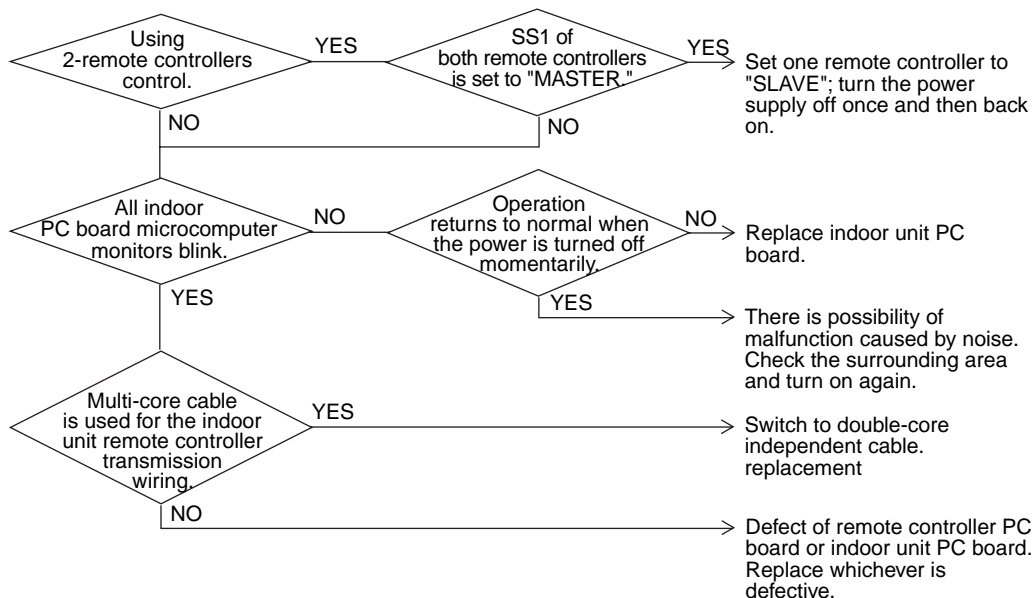 Using
2-remote controllers
control.
YES
SS1 of
both remote controllers
is set to "MASTER."
YES
Set one remote controller to
"SLAVE"; turn the power
supply off once and then back
on.
NO
NO
All indoor
PC board microcomputer
monitors blink.
NO
Operation
returns to normal when
the power is turned off
momentarily.
NO
Replace indoor unit PC
board.
YES
YES
There is possibility of
malfunction caused by noise.
Check the surrounding area
and turn on again.
Multi-core cable
is used for the indoor
unit remote controller
transmission
wiring.
YES
Switch to double-core
independent cable.
replacement
NO
Defect of remote controller PC
board or indoor unit PC board.
Replace whichever is
defective.